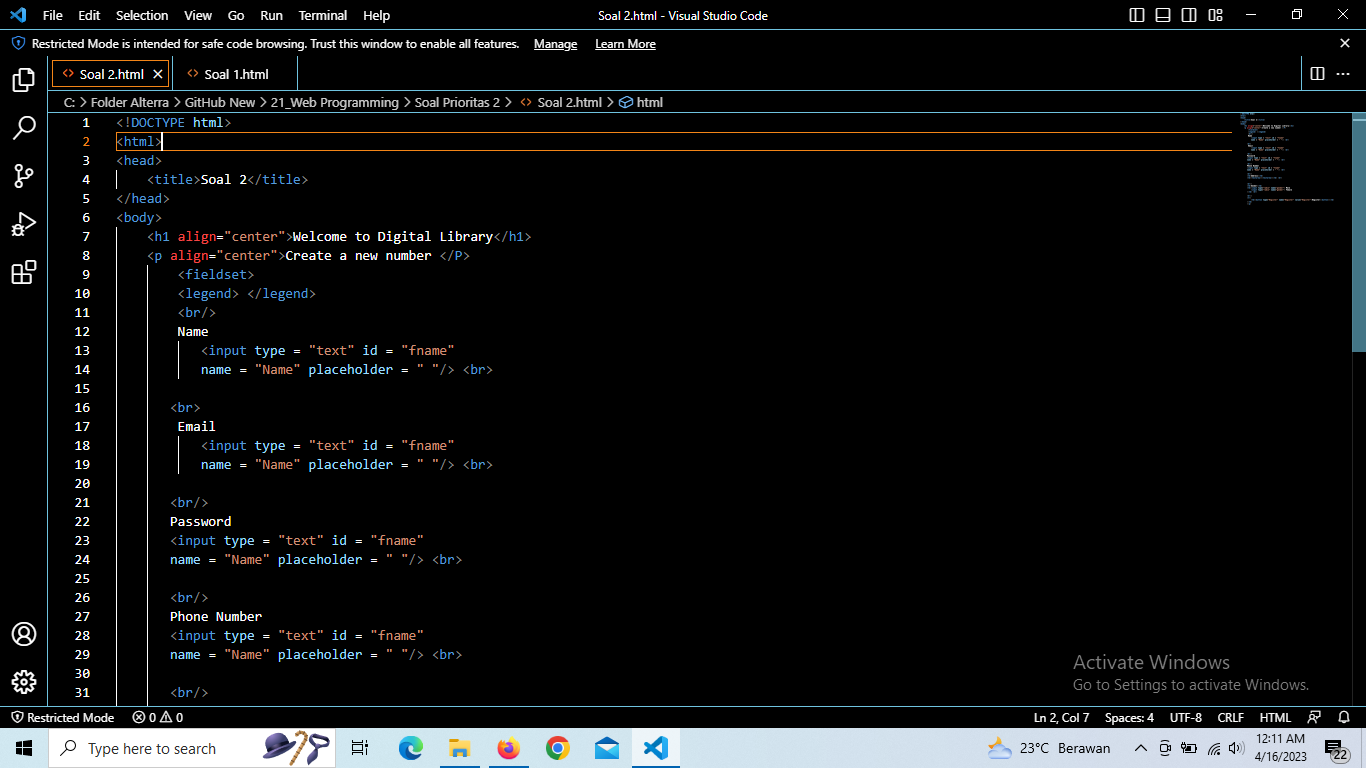 File Edit Selection View Go Run Terminal Help Soal 2.html - Visual Studio Code
Restricted Mode is intended for safe code browsing. Trust this window to enable all features. Manage Learn More
Soal 2.html Soal 1.html
C: > Folder Alterra > GitHub New > 21_Web Programming > Soal Prioritas 2 > Soal 2.html > html
1 <!DOCTYPE html>
2 <html>
3 <head>
4 <title>Soal 2</title>
5 </head>
6 <body>
7 <h1 align="center">Welcome to Digital Library</h1>
8 <p align="center">Create a new number </P>
9 <fieldset>
10 <legend> </legend>
11 <br/>
12 Name
13 <input type = "text" id = "fname"
14 name = "Name" placeholder = " "/> <br>
15
16 <br>
17 Email
18 <input type = "text" id = "fname"
19 name = "Name" placeholder = " "/> <br>
20
21 <br/>
22 Password
23 <input type = "text" id = "fname"
24 name = "Name" placeholder = " "/> <br>
25
26 <br/>
27 Phone Number
28 <input type = "text" id = "fname"
29 name = "Name" placeholder = " "/> <br>
30
31 <br/>
Activate Windows
Go to Settings to activate Windows.
Restricted Mode 0 0 Ln 2, Col 7 Spaces: 4 UTF-8 CRLF HTML
Type here to search 23°C Berawan 12:11 AM
4/16/2023
22